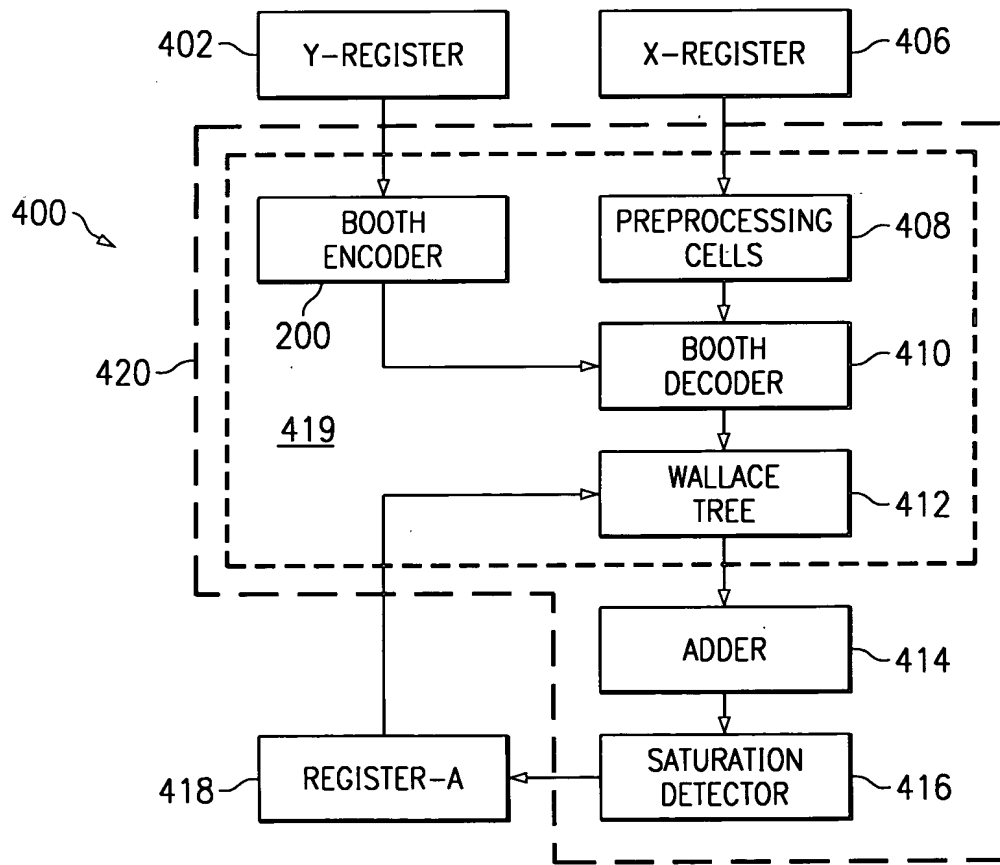 402
Y-REGISTER
X-REGISTER
406
400
BOOTH
ENCODER
200
PREPROCESSING
CELLS
408
420
BOOTH
DECODER
410
419
WALLACE
TREE
412
ADDER
414
418
REGISTER-A
SATURATION
DETECTOR
416